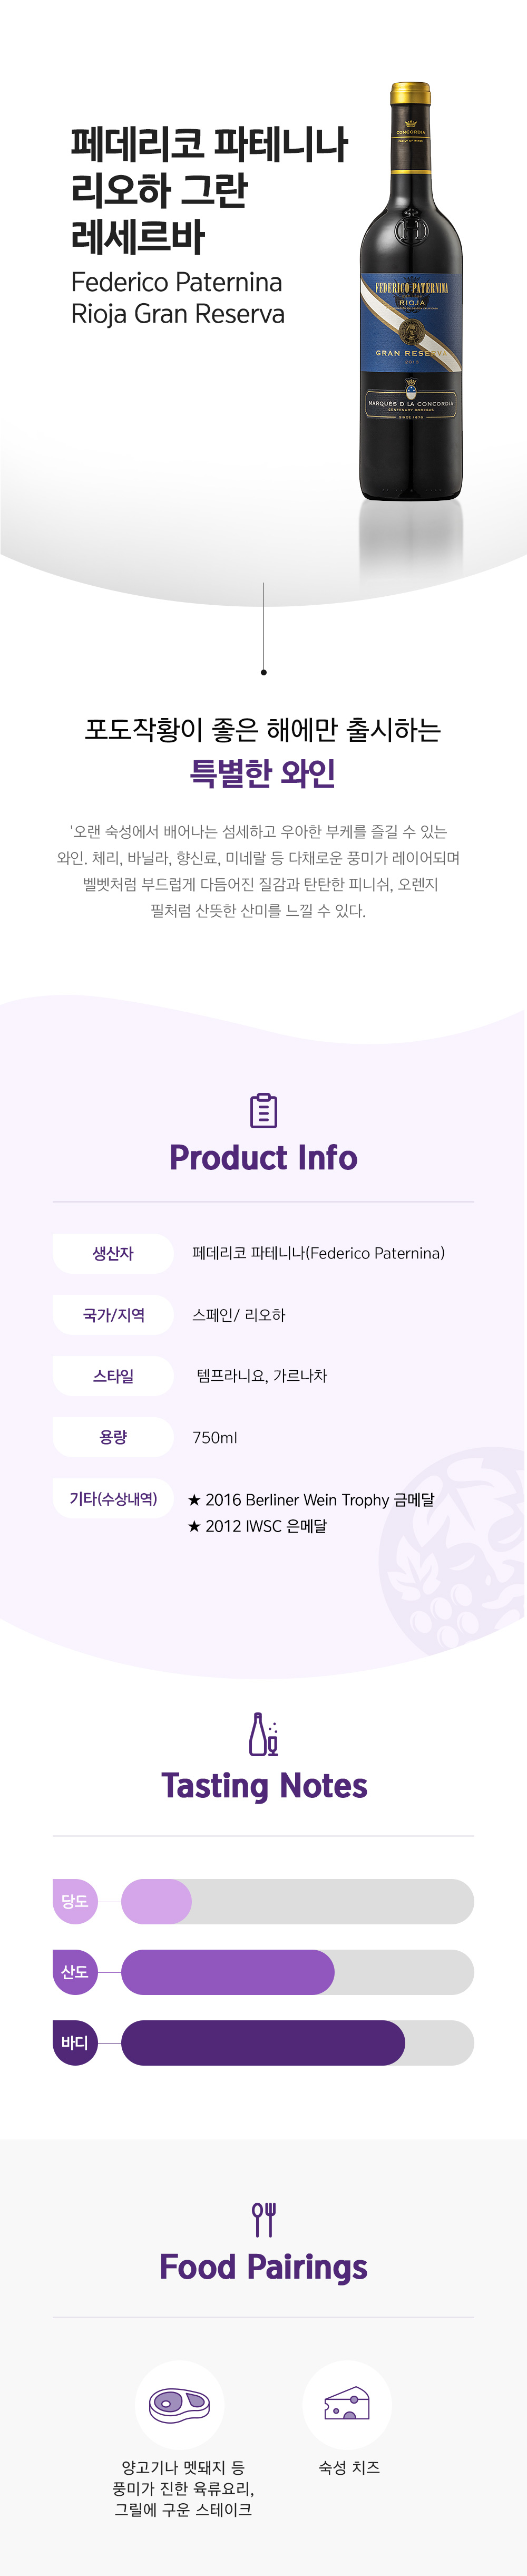 페데리코 파테니나
리오하 그란
레세르바
Federico Paternina
Rioja Gran Reserva
CONCORDIA
FEDERICO PATERNINA
RIOJA
GRAN RESERVA
MARQUÉS D LA CONCORDIA
CENTENARY BODEGAS
SINCE 1870
포도작황이 좋은 해에만 출시하는
특별한 와인
'오랜 숙성에서 배어나는 섬세하고 우아한 부케를 즐길 수 있는
와인. 체리, 바닐라, 향신료, 미네랄 등 다채로운 풍미가 레이어되며
벨벳처럼 부드럽게 다듬어진 질감과 탄탄한 피니쉬, 오렌지
필처럼 산뜻한 산미를 느낄 수 있다.
Product Info
생산자 페데리코 파테니나(Federico Paternina)
국가/지역 스페인/ 리오하
스타일 템프라니요, 가르나차
용량 750ml
기타(수상내역) ★ 2016 Berliner Wein Trophy 금메달
★ 2012 IWSC 은메달
Tasting Notes
당도
산도
바디
Food Pairings
양고기나 멧돼지 등
풍미가 진한 육류요리,
그릴에 구운 스테이크
숙성 치즈